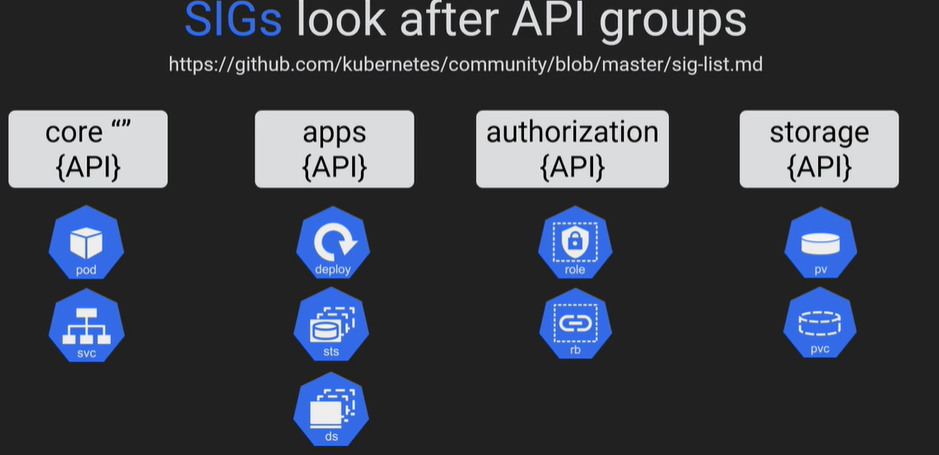 SIGs look after API groups
https://github.com/kubernetes/community/blob/master/sig-list.md
core “”
{API}
pod
svc
apps
{API}
deploy
sts
ds
authorization
{API}
role
rb
storage
{API}
pv
pvc